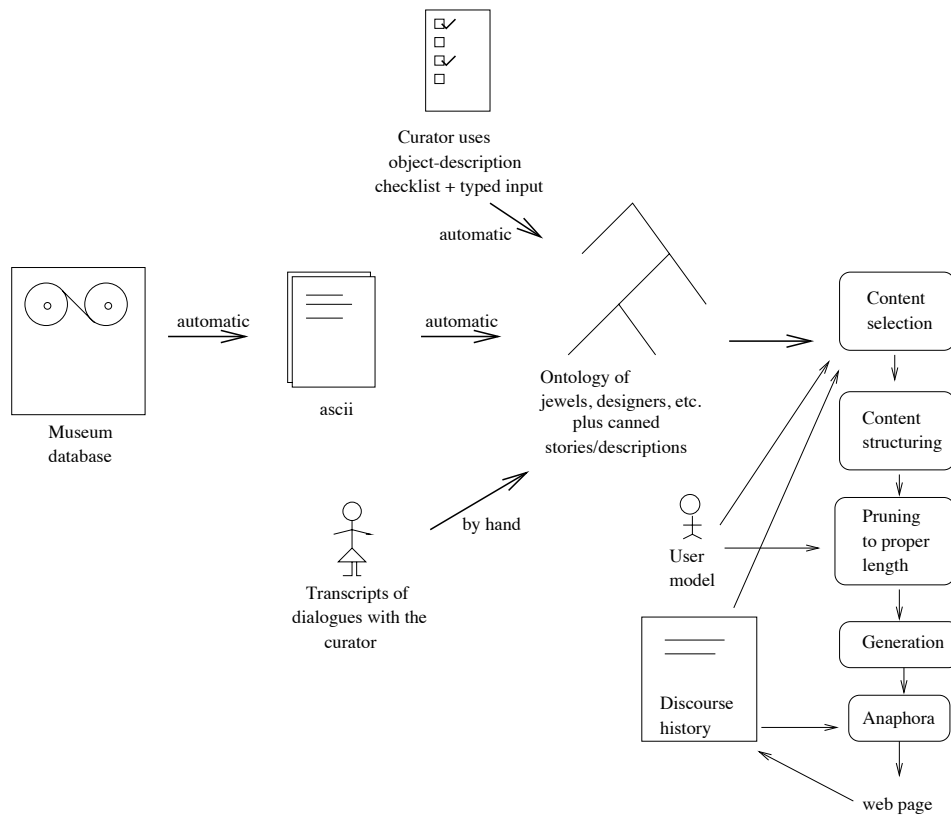 Curator uses
object-description
checklist + typed input
automatic
automatic
automatic
Museum
database
ascii
Ontology of
jewels, designers, etc.
plus canned
stories/descriptions
by hand
Transcripts of
dialogues with the
curator
User
model
Discourse
history
Content
selection
Content
structuring
Pruning
to proper
length
Generation
Anaphora
web page